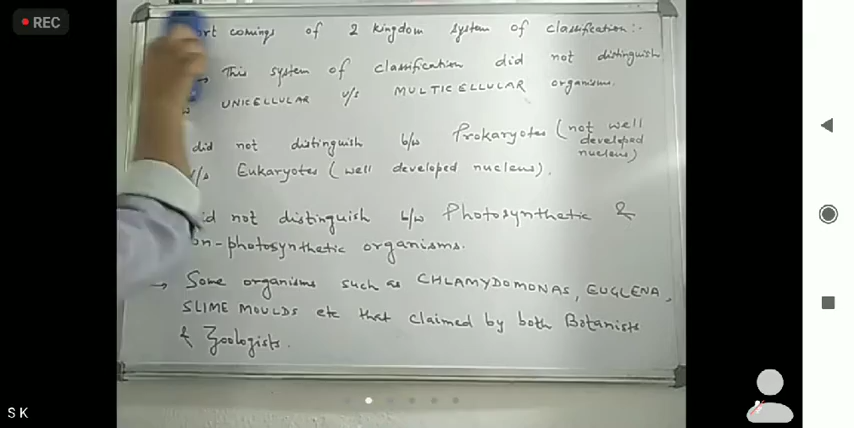 REC
comings of 2 kingdom system of classification:-
→ This system of classification did not distinguish
UNICELLULAR v/s MULTICELLULAR organisms.
did not distinguish b/w Prokaryotes (not well
developed
nucleus)
Eukaryotes (well developed nucleus).
not distinguish b/w Photosynthetic &
photosynthetic organisms.
→ Some organisms such as CHLAMYDOMONAS, EUGLENA,
SLIME MOULDS etc that claimed by both Botanists
& Zoologists.
S K